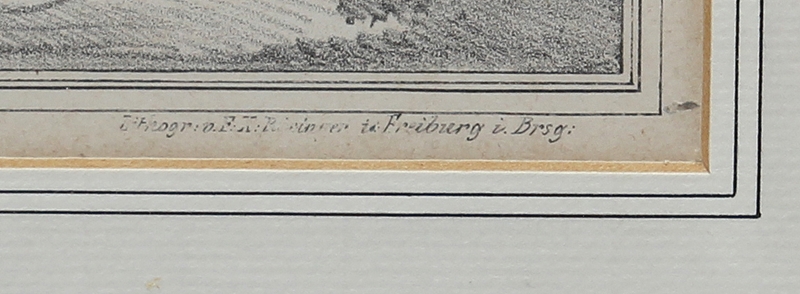 Lithogr: v. F. X: in Freiburg i. Brsg: